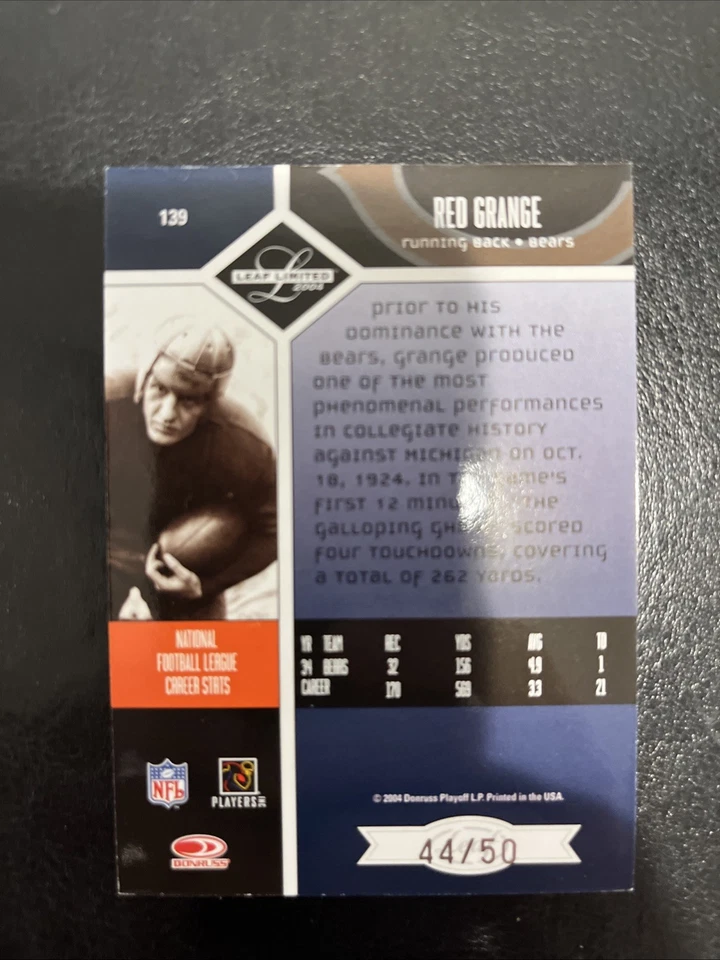 139
RED GRANGE
running back • Bears
LEAF LIMITED
2004
Prior to his
dominance with the
Bears, Grange produced
one of the most
phenomenal performances
in collegiate history
against Michigan on Oct.
18, 1924. In
first 12 the
Galloping scored
four touchdowns, covering
a total of 262 yards.
NATIONAL
FOOTBALL LEAGUE
CAREER STATS
YR TEAM REC YDS AVG TD
34 BEARS 32 156 4.9 1
CAREER 170 569 3.3 21
NFL
PLAYERS INC
DONRUSS
© 2004 Donruss Playoff L.P. Printed in the USA.
44/50